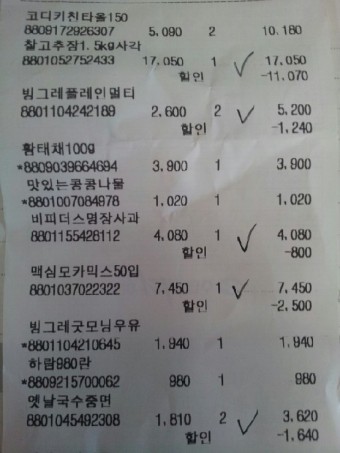 코디키친타올150
8809172926307 5,090 2 10,180
찰고추장1.5kg사각
8801052752433 17,050 1 17,050
할인 -11,070
빙그레플레인멀티
8801104242189 2,600 2 5,200
할인 -1,240
황태채100g
*8809039664694 3,900 1 3,900
맛있는콩콩나물
*8801007084978 1,020 1 1,020
비피더스명장사과
8801155428112 4,080 1 4,080
할인 -800
맥심모카믹스50입
8801037022322 7,450 1 7,450
할인 -2,500
빙그레굿모닝우유
*8801104210645 1,940 1 1,940
하람980란
*8809215700062 980 1 980
옛날국수중면
8801045492308 1,810 2 3,620
할인 -1,640